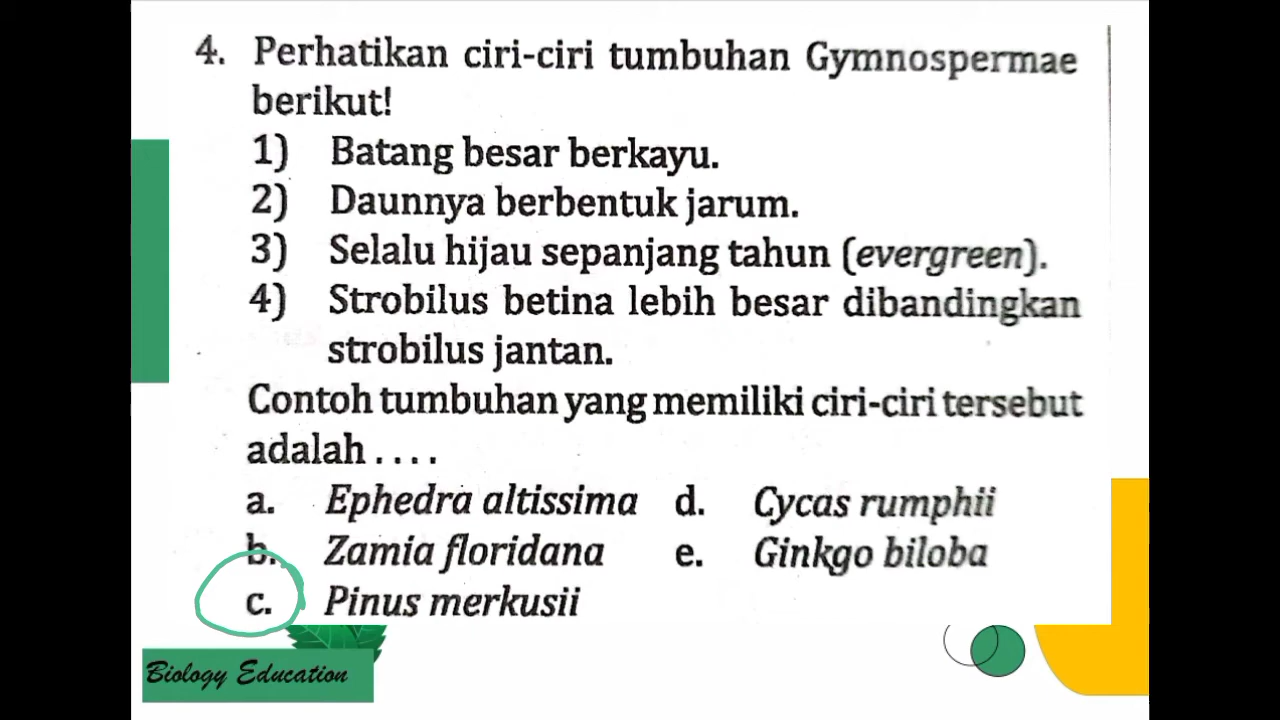 4. Perhatikan ciri-ciri tumbuhan Gymnospermae
berikut!
1) Batang besar berkayu.
2) Daunnya berbentuk jarum.
3) Selalu hijau sepanjang tahun (evergreen).
4) Strobilus betina lebih besar dibandingkan
strobilus jantan.
Contoh tumbuhan yang memiliki ciri-ciri tersebut
adalah . . . .
a. Ephedra altissima d. Cycas rumphii
b. Zamia floridana e. Ginkgo biloba
c. Pinus merkusii
Biology Education